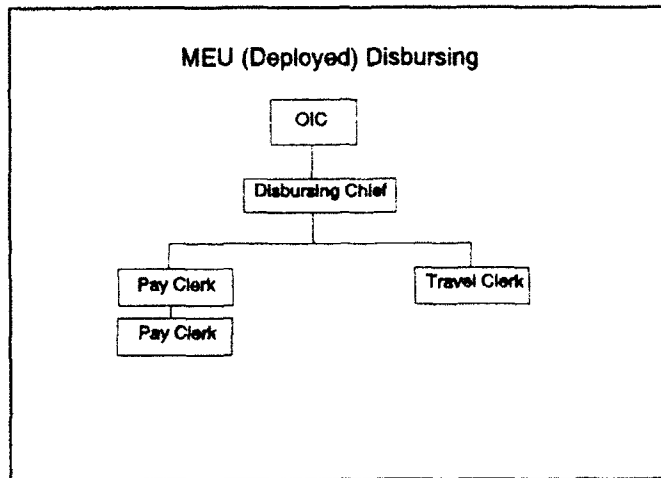 MEU (Deployed) Disbursing
OIC
Disbursing Chief
Pay Clerk
Travel Clerk
Pay Clerk